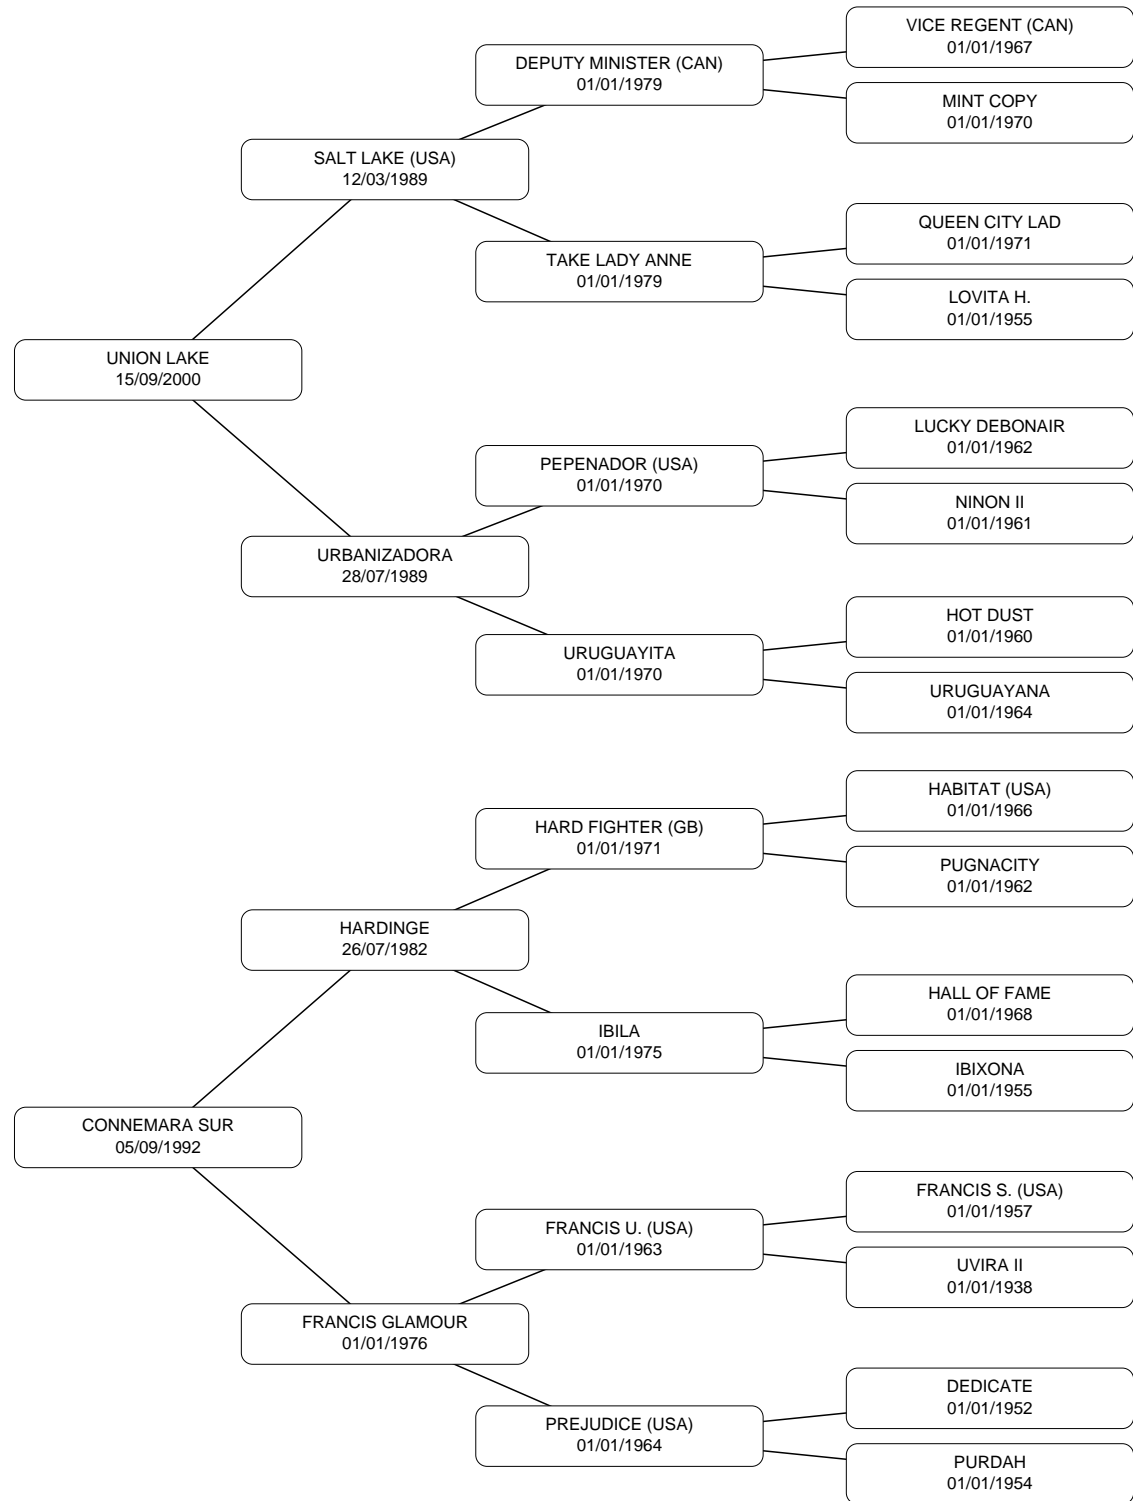 VICE REGENT (CAN)
01/01/1967
DEPUTY MINISTER (CAN)
01/01/1979
MINT COPY
01/01/1970
SALT LAKE (USA)
12/03/1989
QUEEN CITY LAD
01/01/1971
TAKE LADY ANNE
01/01/1979
LOVITA H.
01/01/1955
UNION LAKE
15/09/2000
LUCKY DEBONAIR
01/01/1962
PEPENADOR (USA)
01/01/1970
NINON II
01/01/1961
URBANIZADORA
28/07/1989
HOT DUST
01/01/1960
URUGUAYITA
01/01/1970
URUGUAYANA
01/01/1964
HABITAT (USA)
01/01/1966
HARD FIGHTER (GB)
01/01/1971
PUGNACITY
01/01/1962
HARDINGE
26/07/1982
HALL OF FAME
01/01/1968
IBILA
01/01/1975
IBIXONA
01/01/1955
CONNEMARA SUR
05/09/1992
FRANCIS S. (USA)
01/01/1957
FRANCIS U. (USA)
01/01/1963
UVIRA II
01/01/1938
FRANCIS GLAMOUR
01/01/1976
DEDICATE
01/01/1952
PREJUDICE (USA)
01/01/1964
PURDAH
01/01/1954